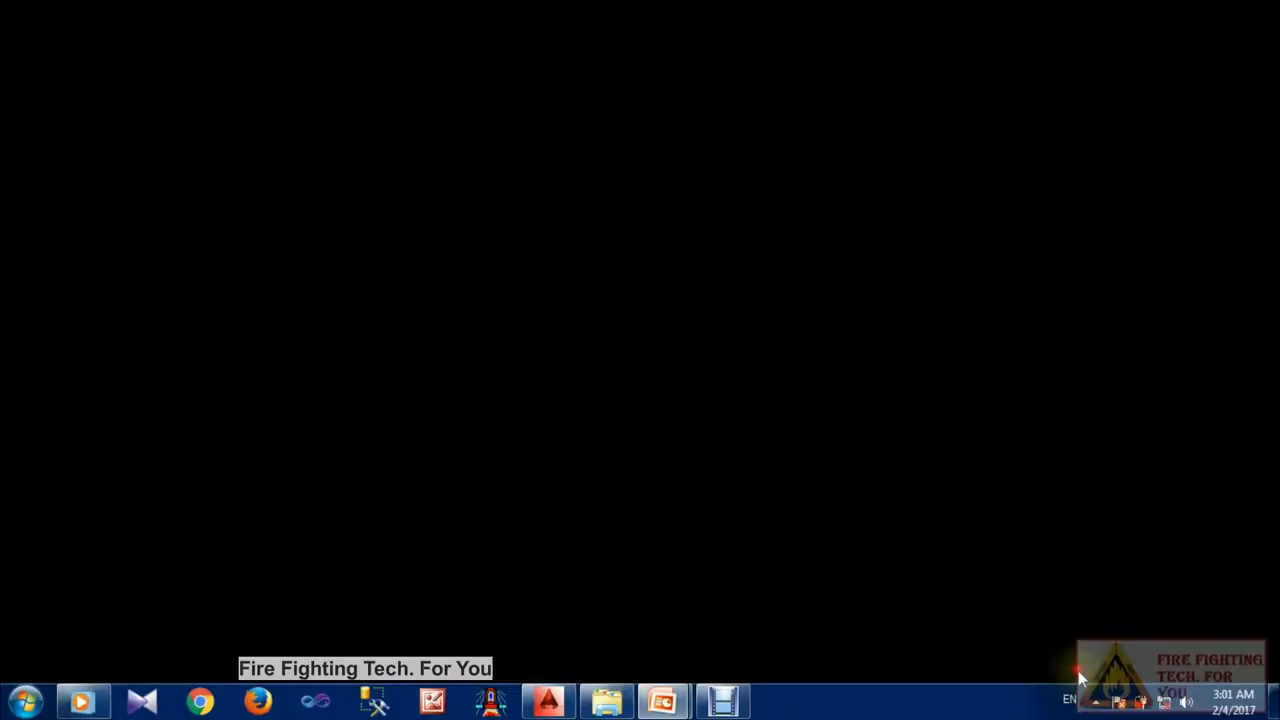 Fire Fighting Tech. For You
FIRE FIGHTING
TECH. FOR
YOU
EN
3:01 AM
2/4/2017